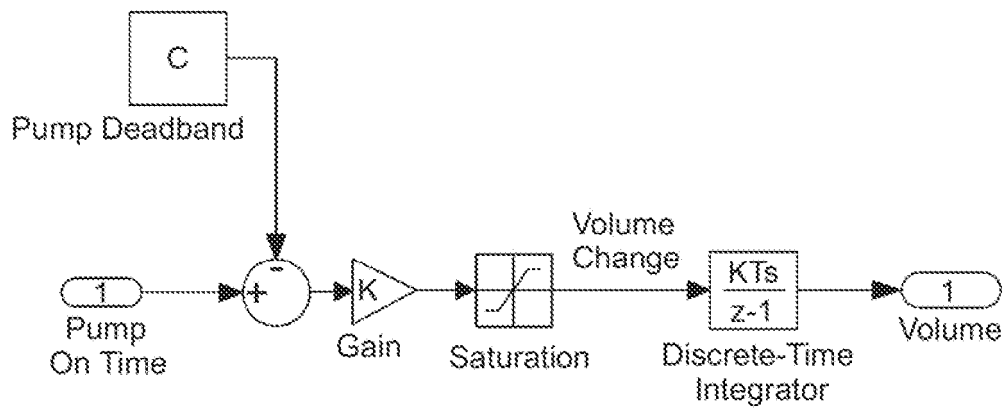 C
Pump Deadband
-
+
1
Pump
On Time
K
Gain
Saturation
Volume
Change
KTs
z-1
Discrete-Time
Integrator
1
Volume